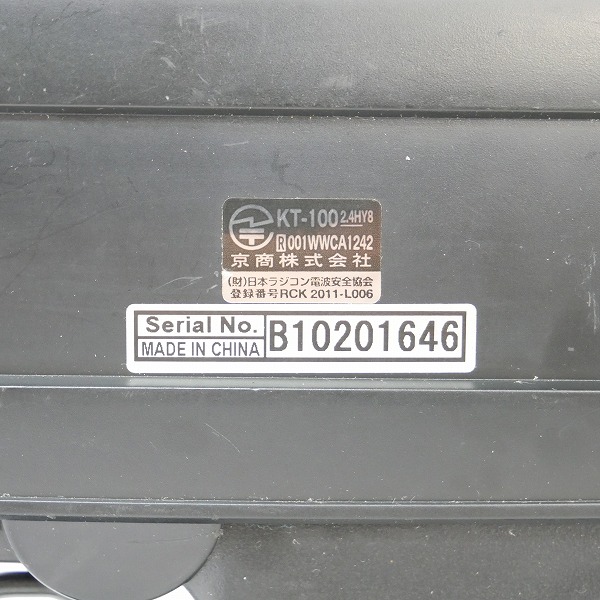 KT-100 2.4HY8
R 001WWCA1242
京商株式会社
(財)日本ラジコン電波安全協会
登録番号RCK 2011-L006
Serial No. B10201646
MADE IN CHINA